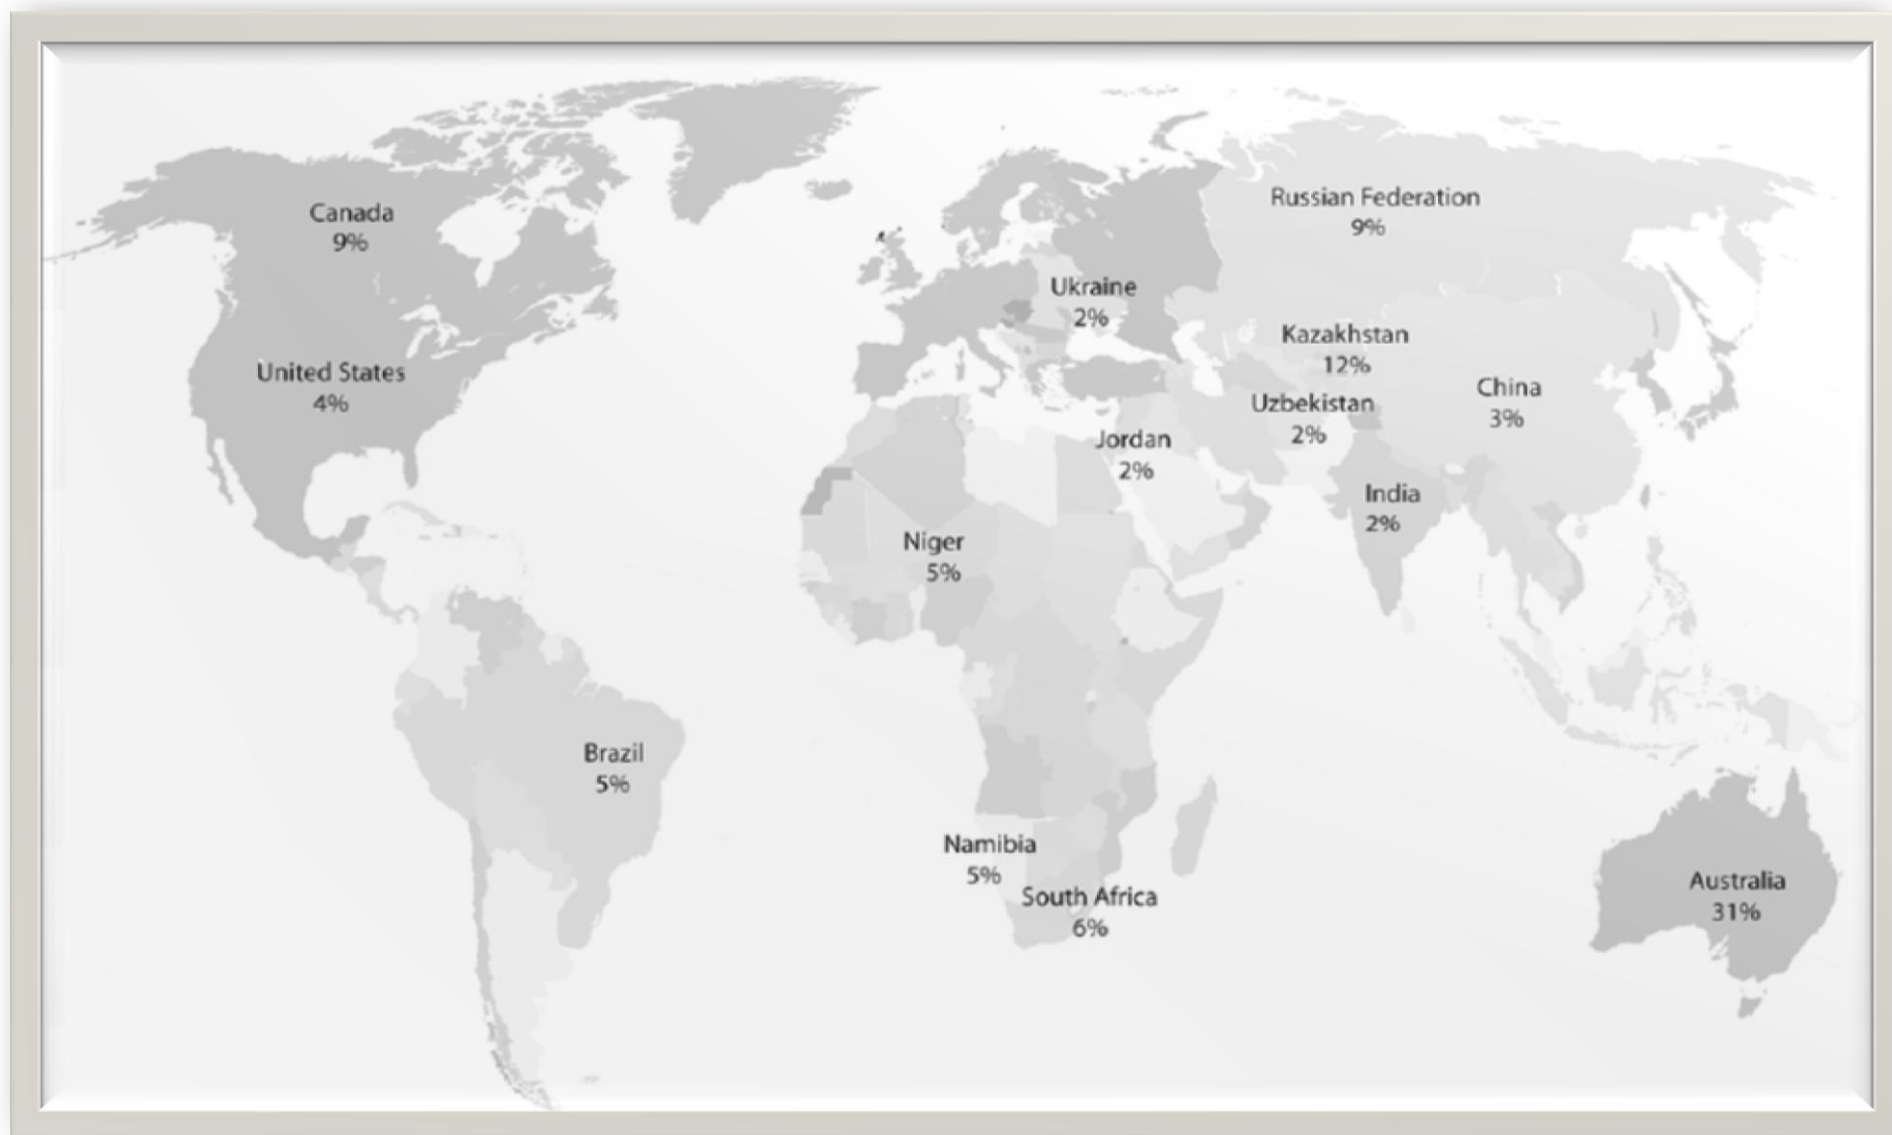 Canada
9%
Russian Federation
9%
Ukraine
2%
Kazakhstan
12%
United States
4%
China
3%
Uzbekistan
2%
Jordan
2%
India
2%
Niger
5%
Brazil
5%
Namibia
5%
South Africa
6%
Australia
31%